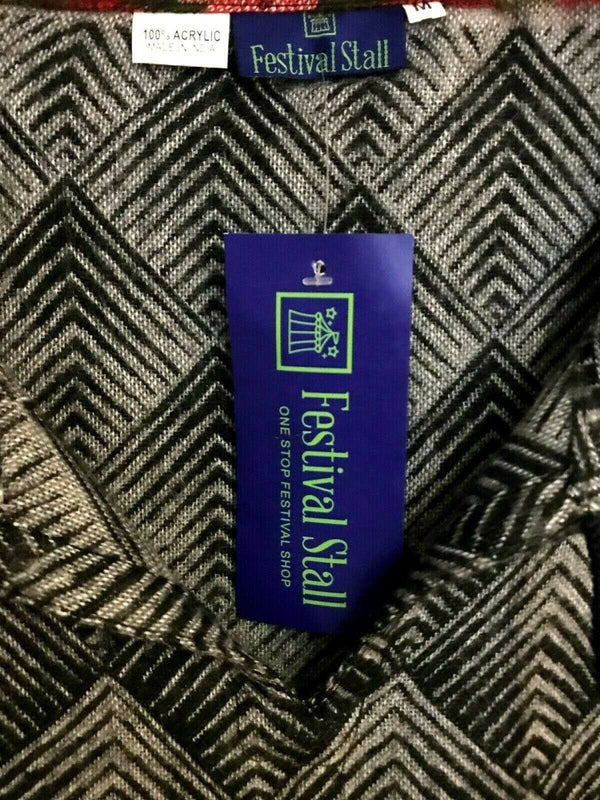 100% ACRYLIC
MADE IN INDIA
Festival Stall
M
Festival Stall
ONE STOP FESTIVAL SHOP